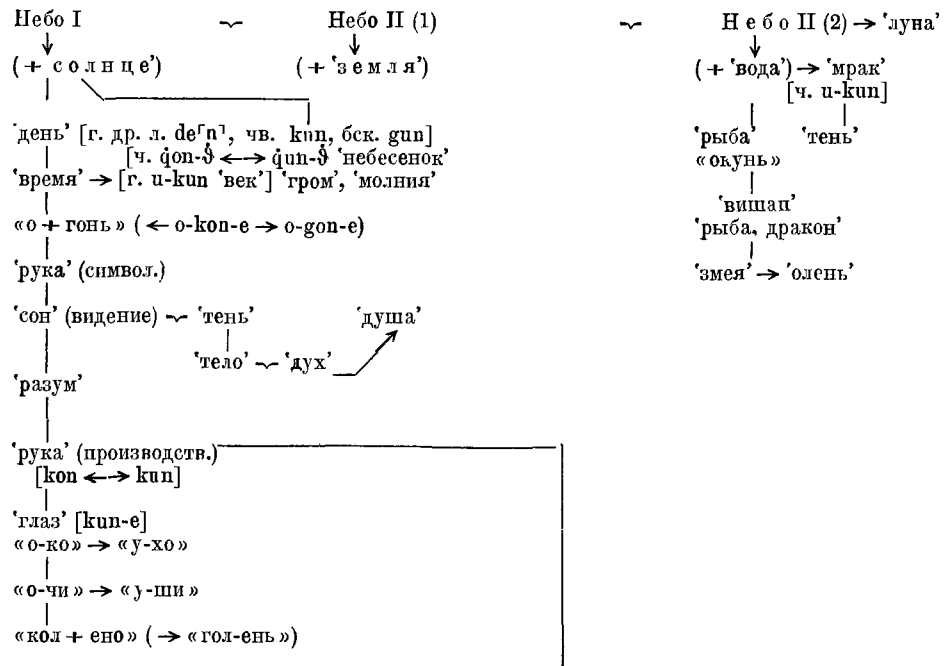 Небо I ⏑ Небо II (1) ⏑ Небо II (2) → ‘луна’
(+ солнце’) (+ ‘земля’) (+ ‘вода’) → ‘мрак’
[ч. u-kun]
‘день’ [г. др. л. de⌜n⌝, чв. kun, бск. gun] ‘рыба’ ‘тень’
[ч. q̇on-ϑ ←→ q̇un-ϑ ‘небесенок’ «окунь»
‘время’ → [г. u-kun ‘век’] ‘гром’, ‘молния’
‘вишап’
«о + гонь» (← o-kon-e → o-gon-e) ‘рыба, дракон’
‘рука’ (символ.) ‘змея’ → ‘олень’
‘сон’ (видение) ⏑ ‘тень’ ‘душа’
‘тело’ ⏑ ‘дух’
‘разум’
‘рука’ (производств.)
[kon ←→ kun]
‘глаз’ [kun-e]
«о-ко» → «у-хо»
«о-чи» → «у-ши»
«кол + ено» (→ «гол-ень»)